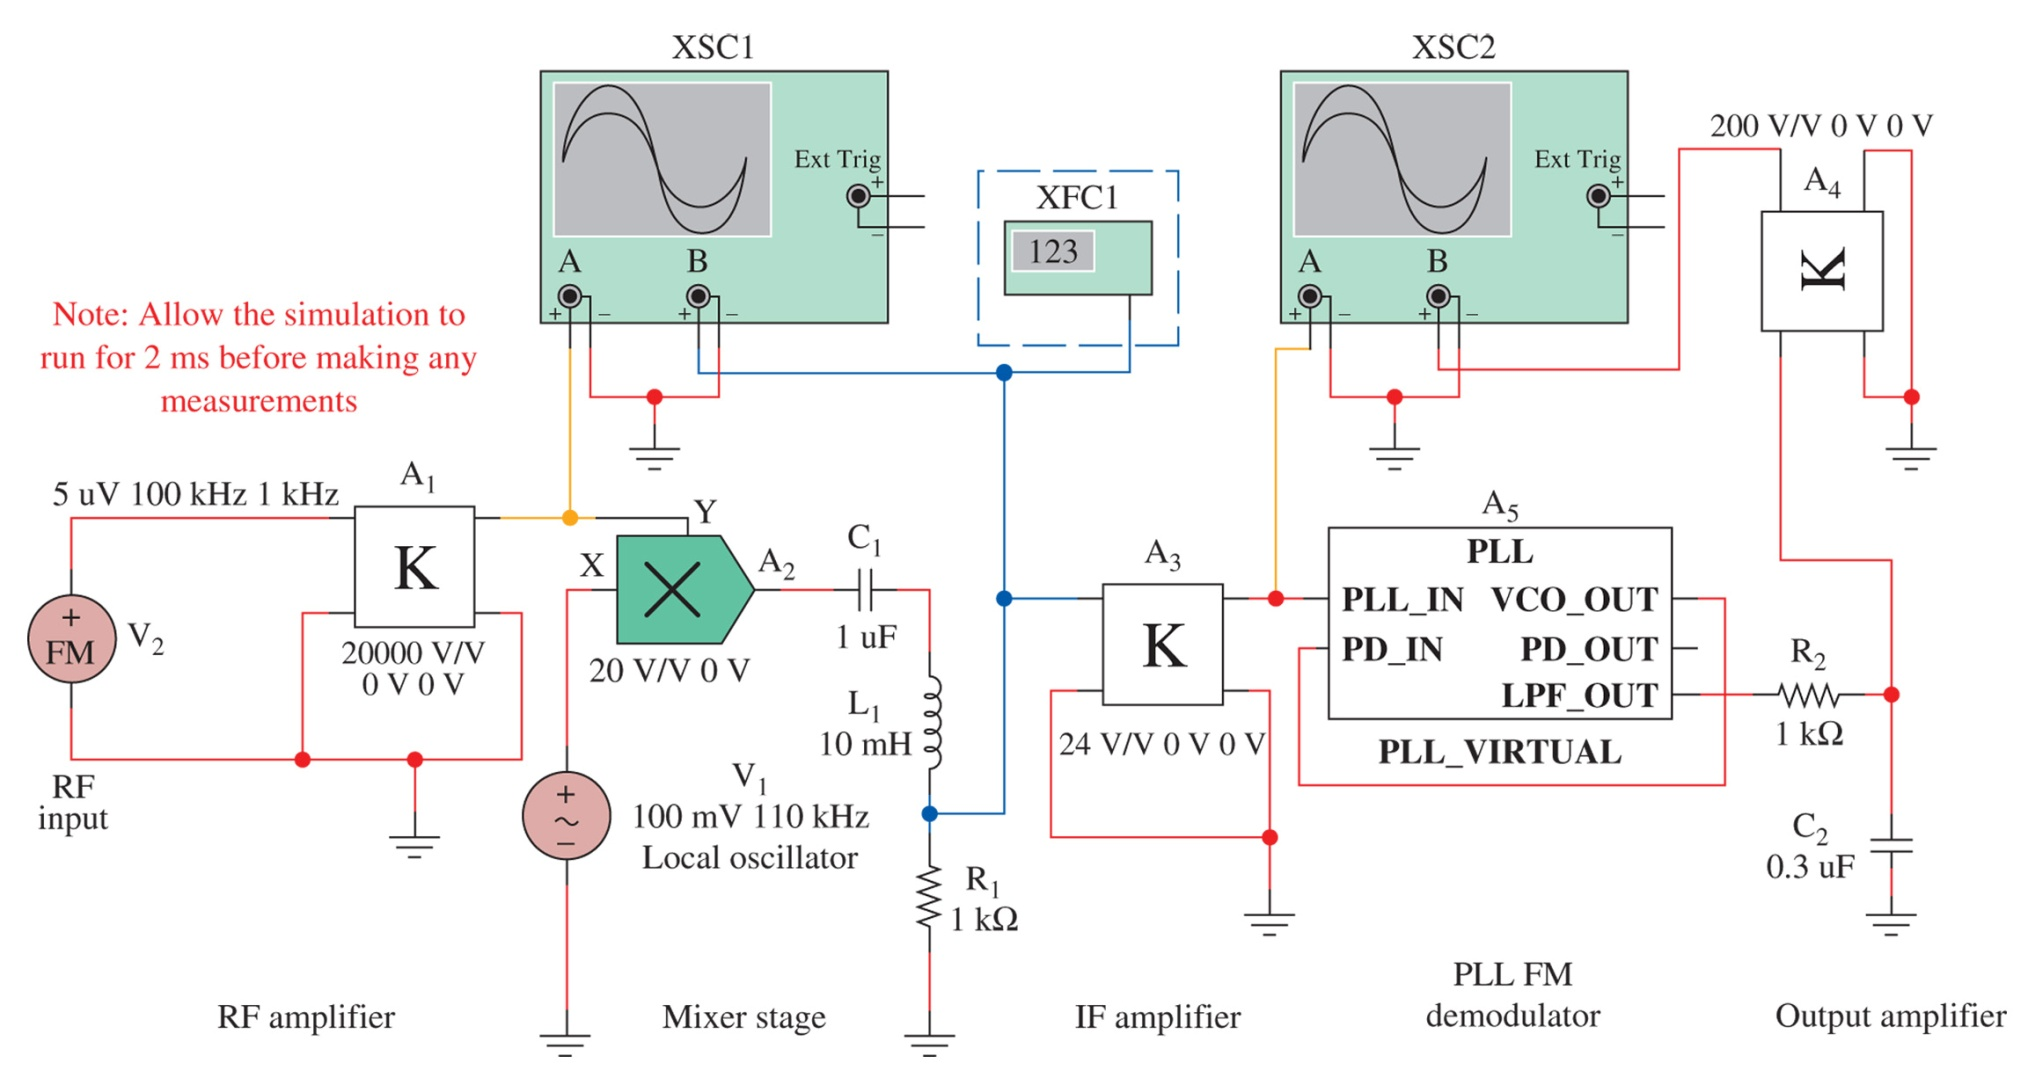 XSC1
XSC2
200 V/V 0 V 0 V
Ext Trig
+
−
A
B
+ −
+ −
XFC1
123
Ext Trig
+
−
A
B
+ −
+ −
A4
K
Note: Allow the simulation to
run for 2 ms before making any
measurements
5 uV 100 kHz 1 kHz
A1
K
20000 V/V
0 V 0 V
+
FM
V2
RF
input
Y
X
A2
20 V/V 0 V
C1
1 uF
L1
10 mH
+
−
V1
100 mV 110 kHz
Local oscillator
R1
1 kΩ
A3
K
24 V/V 0 V 0 V
A5
PLL
PLL_IN VCO_OUT
PD_IN PD_OUT
LPF_OUT
PLL_VIRTUAL
R2
1 kΩ
C2
0.3 uF
RF amplifier
Mixer stage
IF amplifier
PLL FM
demodulator
Output amplifier